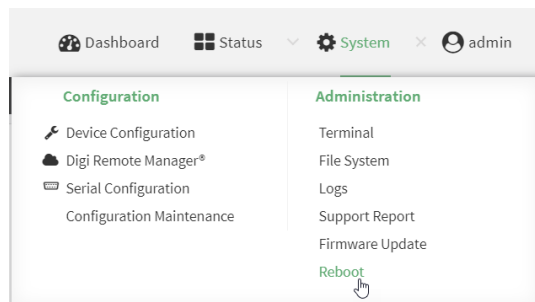 Dashboard Status System admin
Configuration
Device Configuration
Digi Remote Manager®
Serial Configuration
Configuration Maintenance
Administration
Terminal
File System
Logs
Support Report
Firmware Update
Reboot